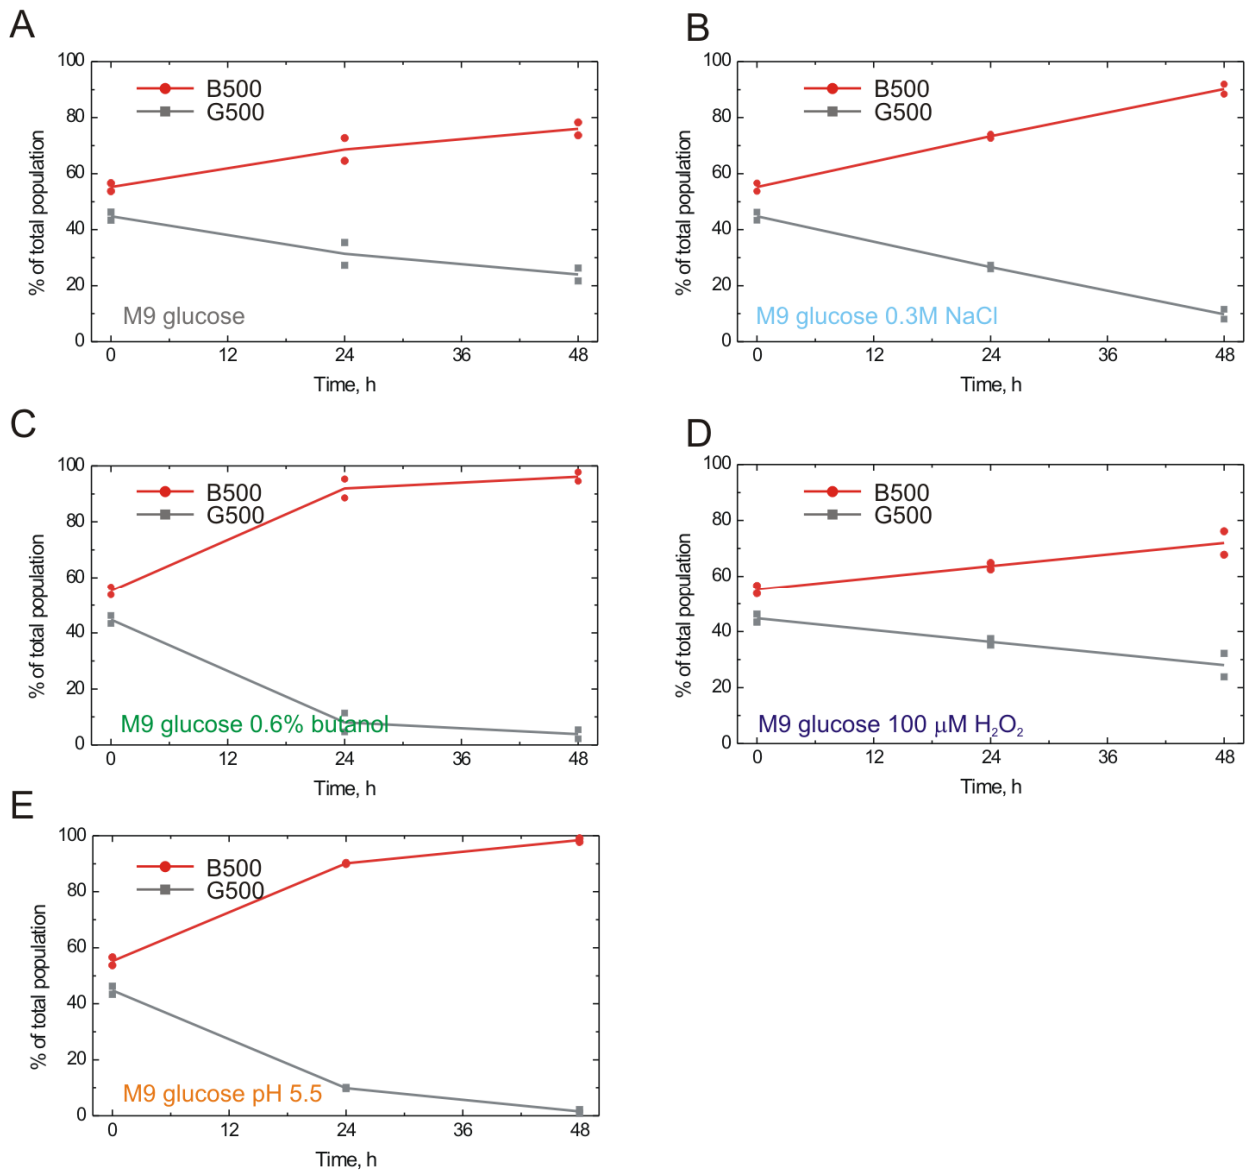 A
B
100
80
60
40
20
0
% of total population
B500
G500
M9 glucose
0 12 24 36 48
Time, h
100
80
60
40
20
0
% of total population
B500
G500
M9 glucose 0.3M NaCl
0 12 24 36 48
Time, h
C
D
100
80
60
40
20
0
% of total population
B500
G500
M9 glucose 0.6% butanol
0 12 24 36 48
Time, h
100
80
60
40
20
0
% of total population
B500
G500
M9 glucose 100 μM H₂O₂
0 12 24 36 48
Time, h
E
100
80
60
40
20
0
% of total population
B500
G500
M9 glucose pH 5.5
0 12 24 36 48
Time, h